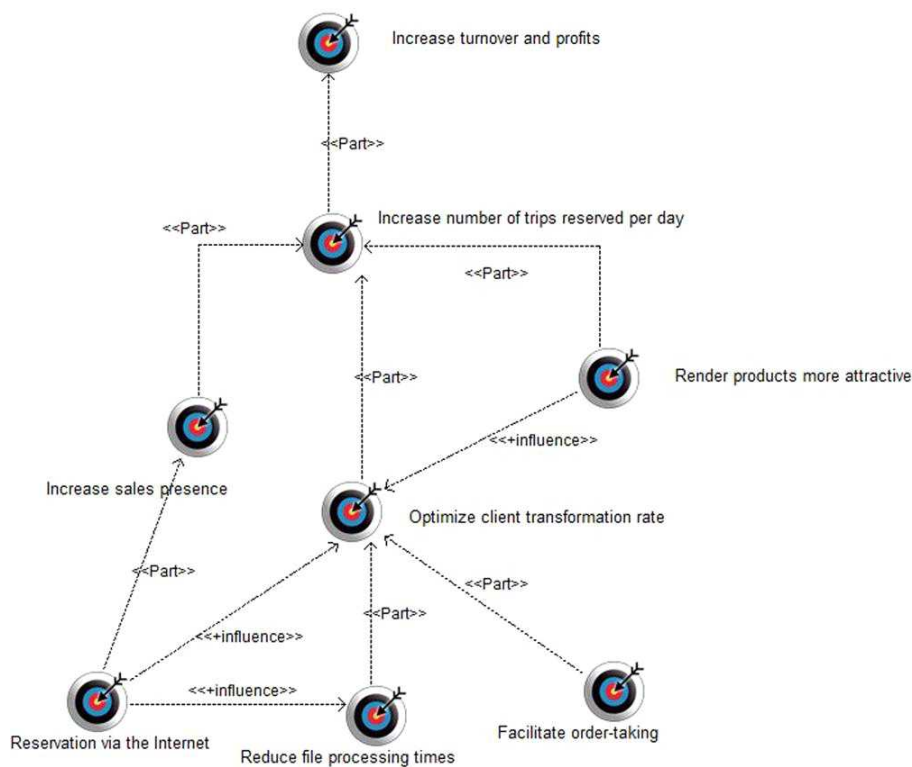 Increase turnover and profits
<<Part>>
Increase number of trips reserved per day
<<Part>>
<<Part>>
<<Part>>
Render products more attractive
<<+influence>>
Increase sales presence
Optimize client transformation rate
<<Part>>
<<Part>>
<<Part>>
<<+influence>>
<<+influence>>
Reservation via the Internet
Reduce file processing times
Facilitate order-taking